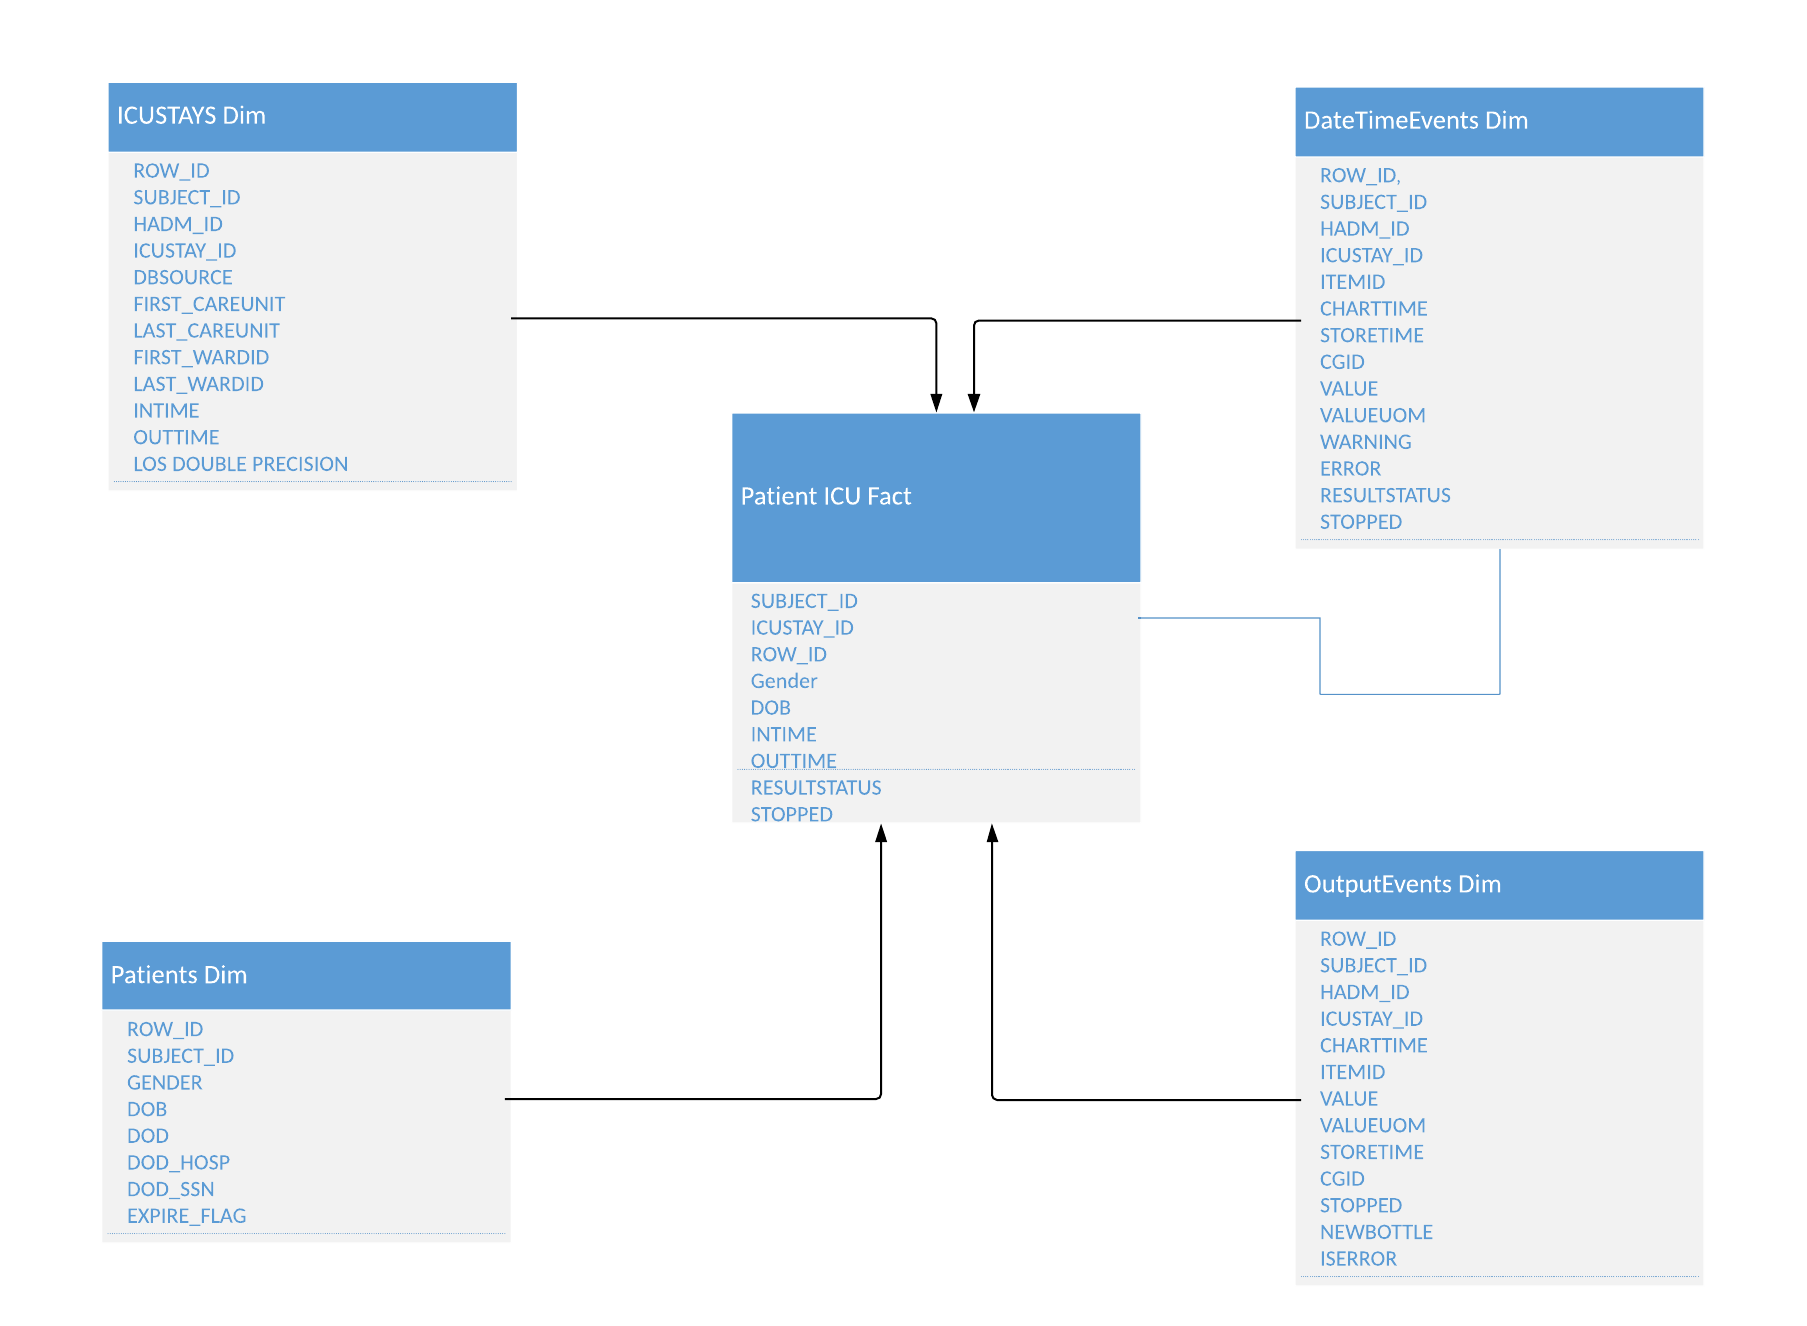 ICUSTAYS Dim
ROW_ID
SUBJECT_ID
HADM_ID
ICUSTAY_ID
DBSOURCE
FIRST_CAREUNIT
LAST_CAREUNIT
FIRST_WARDID
LAST_WARDID
INTIME
OUTTIME
LOS DOUBLE PRECISION
DateTimeEvents Dim
ROW_ID,
SUBJECT_ID
HADM_ID
ICUSTAY_ID
ITEMID
CHARTTIME
STORETIME
CGID
VALUE
VALUEUOM
WARNING
ERROR
RESULTSTATUS
STOPPED
Patient ICU Fact
SUBJECT_ID
ICUSTAY_ID
ROW_ID
Gender
DOB
INTIME
OUTTIME
RESULTSTATUS
STOPPED
Patients Dim
ROW_ID
SUBJECT_ID
GENDER
DOB
DOD
DOD_HOSP
DOD_SSN
EXPIRE_FLAG
OutputEvents Dim
ROW_ID
SUBJECT_ID
HADM_ID
ICUSTAY_ID
CHARTTIME
ITEMID
VALUE
VALUEUOM
STORETIME
CGID
STOPPED
NEWBOTTLE
ISERROR